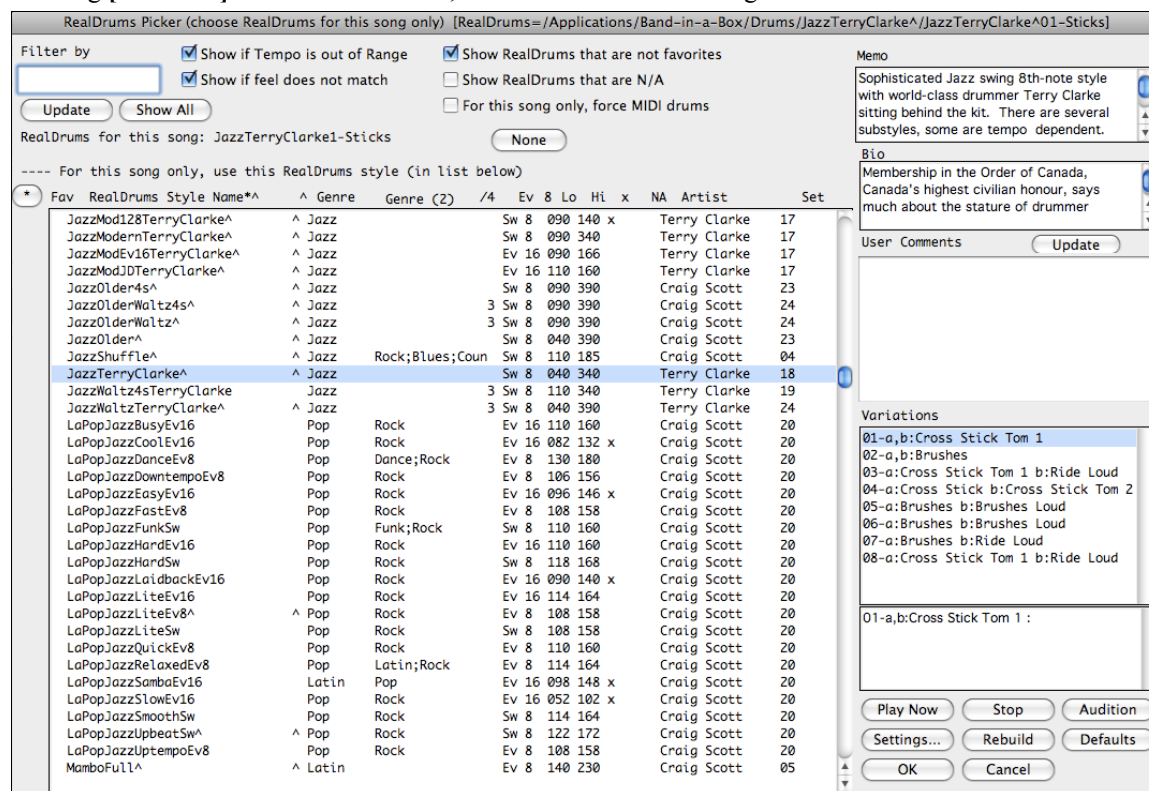 RealDrums Picker (choose RealDrums for this song only) [RealDrums=/Applications/Band-in-a-Box/Drums/JazzTerryClarke^/JazzTerryClarke^01-Sticks]
Filter by
Show if Tempo is out of Range
Show RealDrums that are not favorites
Show if feel does not match
Show RealDrums that are N/A
Update
Show All
For this song only, force MIDI drums
RealDrums for this song: JazzTerryClarke1-Sticks
None
---- For this song only, use this RealDrums style (in list below)
* Fav RealDrums Style Name*^ ^ Genre Genre (2) /4 Ev 8 Lo Hi x NA Artist Set
JazzMod128TerryClarke^ ^ Jazz Sw 8 090 140 x Terry Clarke 17
JazzModernTerryClarke^ ^ Jazz Sw 8 090 340 Terry Clarke 17
JazzModEv16TerryClarke^ ^ Jazz Ev 16 090 166 Terry Clarke 17
JazzModJDTerryClarke^ ^ Jazz Ev 16 110 160 Terry Clarke 17
JazzOlder4s^ ^ Jazz Sw 8 090 390 Craig Scott 23
JazzOlderWaltz4s^ ^ Jazz 3 Sw 8 090 390 Craig Scott 24
JazzOlderWaltz^ ^ Jazz 3 Sw 8 090 390 Craig Scott 24
JazzOlder^ ^ Jazz Sw 8 040 390 Craig Scott 23
JazzShuffle^ ^ Jazz Rock;Blues;Coun Sw 8 110 185 Craig Scott 04
JazzTerryClarke^ ^ Jazz Sw 8 040 340 Terry Clarke 18
JazzWaltz4sTerryClarke Jazz 3 Sw 8 110 340 Terry Clarke 19
JazzWaltzTerryClarke^ ^ Jazz 3 Sw 8 040 390 Terry Clarke 24
LaPopJazzBusyEv16 Pop Rock Ev 16 110 160 Craig Scott 20
LaPopJazzCoolEv16 Pop Rock Ev 16 082 132 x Craig Scott 20
LaPopJazzDanceEv8 Pop Dance;Rock Ev 8 130 180 Craig Scott 20
LaPopJazzDowntempoEv8 Pop Rock Ev 8 106 156 Craig Scott 20
LaPopJazzEasyEv16 Pop Rock Ev 16 096 146 x Craig Scott 20
LaPopJazzFastEv8 Pop Rock Ev 8 108 158 Craig Scott 20
LaPopJazzFunkSw Pop Funk;Rock Sw 8 110 160 Craig Scott 20
LaPopJazzHardEv16 Pop Rock Ev 16 110 160 Craig Scott 20
LaPopJazzHardSw Pop Rock Sw 8 118 168 Craig Scott 20
LaPopJazzLaidbackEv16 Pop Rock Ev 16 090 140 x Craig Scott 20
LaPopJazzLiteEv16 Pop Rock Ev 16 114 164 Craig Scott 20
LaPopJazzLiteEv8^ ^ Pop Rock Ev 8 108 158 Craig Scott 20
LaPopJazzLiteSw Pop Rock Sw 8 108 158 Craig Scott 20
LaPopJazzQuickEv8 Pop Rock Ev 8 110 160 Craig Scott 20
LaPopJazzRelaxedEv8 Pop Latin;Rock Ev 8 114 164 Craig Scott 20
LaPopJazzSambaEv16 Latin Pop Ev 16 098 148 x Craig Scott 20
LaPopJazzSlowEv16 Pop Rock Ev 16 052 102 x Craig Scott 20
LaPopJazzSmoothSw Pop Rock Sw 8 114 164 Craig Scott 20
LaPopJazzUpbeatSw^ ^ Pop Rock Sw 8 122 172 Craig Scott 20
LaPopJazzUptempoEv8 Pop Rock Ev 8 108 158 Craig Scott 20
MamboFull^ ^ Latin Ev 8 140 230 Craig Scott 05
Memo
Sophisticated Jazz swing 8th-note style
with world-class drummer Terry Clarke
sitting behind the kit. There are several
substyles, some are tempo dependent.
Bio
Membership in the Order of Canada,
Canada's highest civilian honour, says
much about the stature of drummer
User Comments
Update
Variations
01-a,b:Cross Stick Tom 1
02-a,b:Brushes
03-a:Cross Stick Tom 1 b:Ride Loud
04-a:Cross Stick b:Cross Stick Tom 2
05-a:Brushes b:Brushes Loud
06-a:Brushes b:Brushes Loud
07-a:Brushes b:Ride Loud
08-a:Cross Stick Tom 1 b:Ride Loud
01-a,b:Cross Stick Tom 1 :
Play Now
Stop
Audition
Settings...
Rebuild
Defaults
OK
Cancel